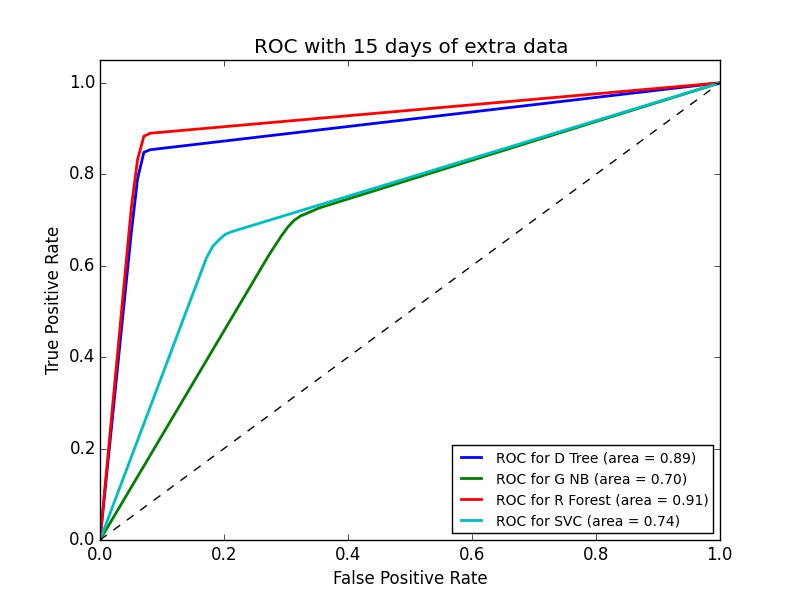 ROC with 15 days of extra data
True Positive Rate
1.0
0.8
0.6
0.4
0.2
0.0
ROC for D Tree (area = 0.89)
ROC for G NB (area = 0.70)
ROC for R Forest (area = 0.91)
ROC for SVC (area = 0.74)
0.0 0.2 0.4 0.6 0.8 1.0
False Positive Rate